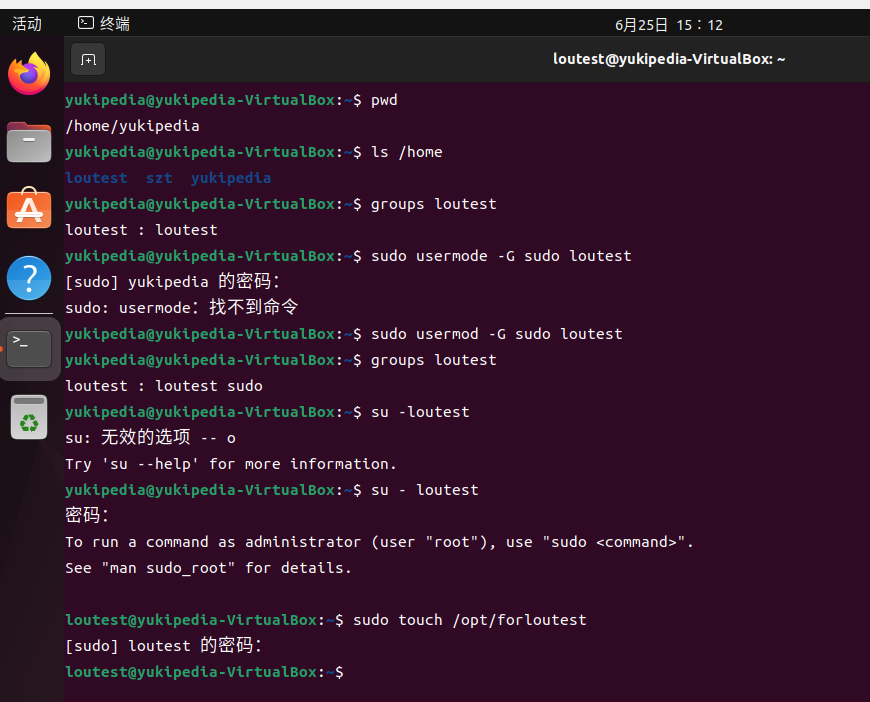 活动 终端 6月25日 15：12
loutest@yukipedia-VirtualBox: ~
yukipedia@yukipedia-VirtualBox:~$ pwd
/home/yukipedia
yukipedia@yukipedia-VirtualBox:~$ ls /home
loutest szt yukipedia
yukipedia@yukipedia-VirtualBox:~$ groups loutest
loutest : loutest
yukipedia@yukipedia-VirtualBox:~$ sudo usermode -G sudo loutest
[sudo] yukipedia 的密码：
sudo: usermode：找不到命令
yukipedia@yukipedia-VirtualBox:~$ sudo usermod -G sudo loutest
yukipedia@yukipedia-VirtualBox:~$ groups loutest
loutest : loutest sudo
yukipedia@yukipedia-VirtualBox:~$ su -loutest
su: 无效的选项 -- o
Try 'su --help' for more information.
yukipedia@yukipedia-VirtualBox:~$ su - loutest
密码：
To run a command as administrator (user "root"), use "sudo <command>".
See "man sudo_root" for details.
loutest@yukipedia-VirtualBox:~$ sudo touch /opt/forloutest
[sudo] loutest 的密码：
loutest@yukipedia-VirtualBox:~$